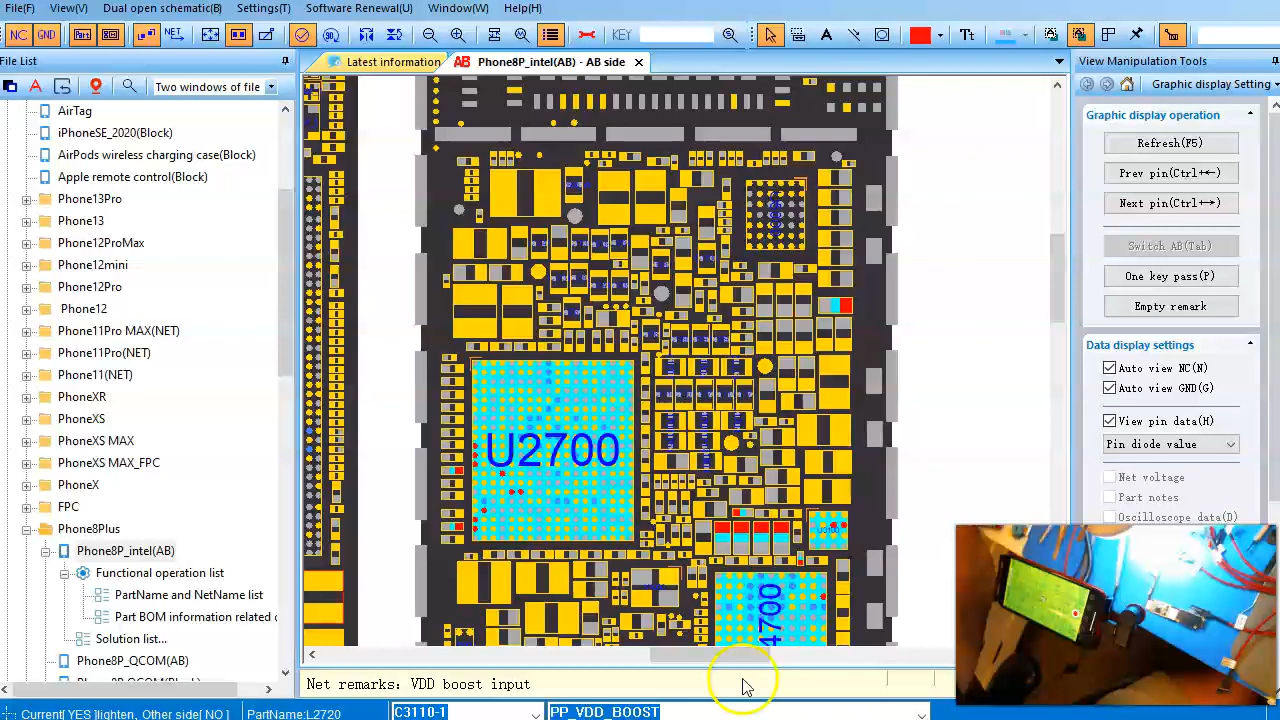 File(F) View(V) Dual open schematic(B) Settings(T) Software Renewal(U) Window(W) Help(H)
NC GND Part NET KEY A Tt
File List
Latest information
AB Phone8P_intel(AB) - AB side ×
View Manipulation Tools
Two windows of file
Graphic display Setting
AirTag
iPhoneSE_2020(Block)
AirPods wireless charging case(Block)
Apple remote control(Block)
Phone13Pro
Phone13
Phone12ProMax
Phone12mini
Phone12Pro
Phone12
Phone11Pro MAX(NET)
Phone11Pro(NET)
Phone11(NET)
PhoneXR
PhoneXS
PhoneXS MAX
PhoneXS MAX_FPC
PhoneX
FPC
Phone8Plus
Phone8P_intel(AB)
Functional operation list
PartName and NetName list
Part BOM information related c
Solution list...
Phone8P_QCOM(AB)
U2700
4700
Graphic display operation
Refresh(F5)
Prev pin(Ctrl+←)
Next pin(Ctrl+→)
Switch AB(Tab)
One key pess(P)
Empty remark
Data display settings
Auto view NC(N)
Auto view GND(G)
View pin data(H)
Pin diode value
Net voltage
Part notes
Oscilloscope data(D)
Net remarks: VDD boost input
Current[ YES ]lighten, Other side[ NO ]
PartName:L2720
C3110-1
PP_VDD_BOOST